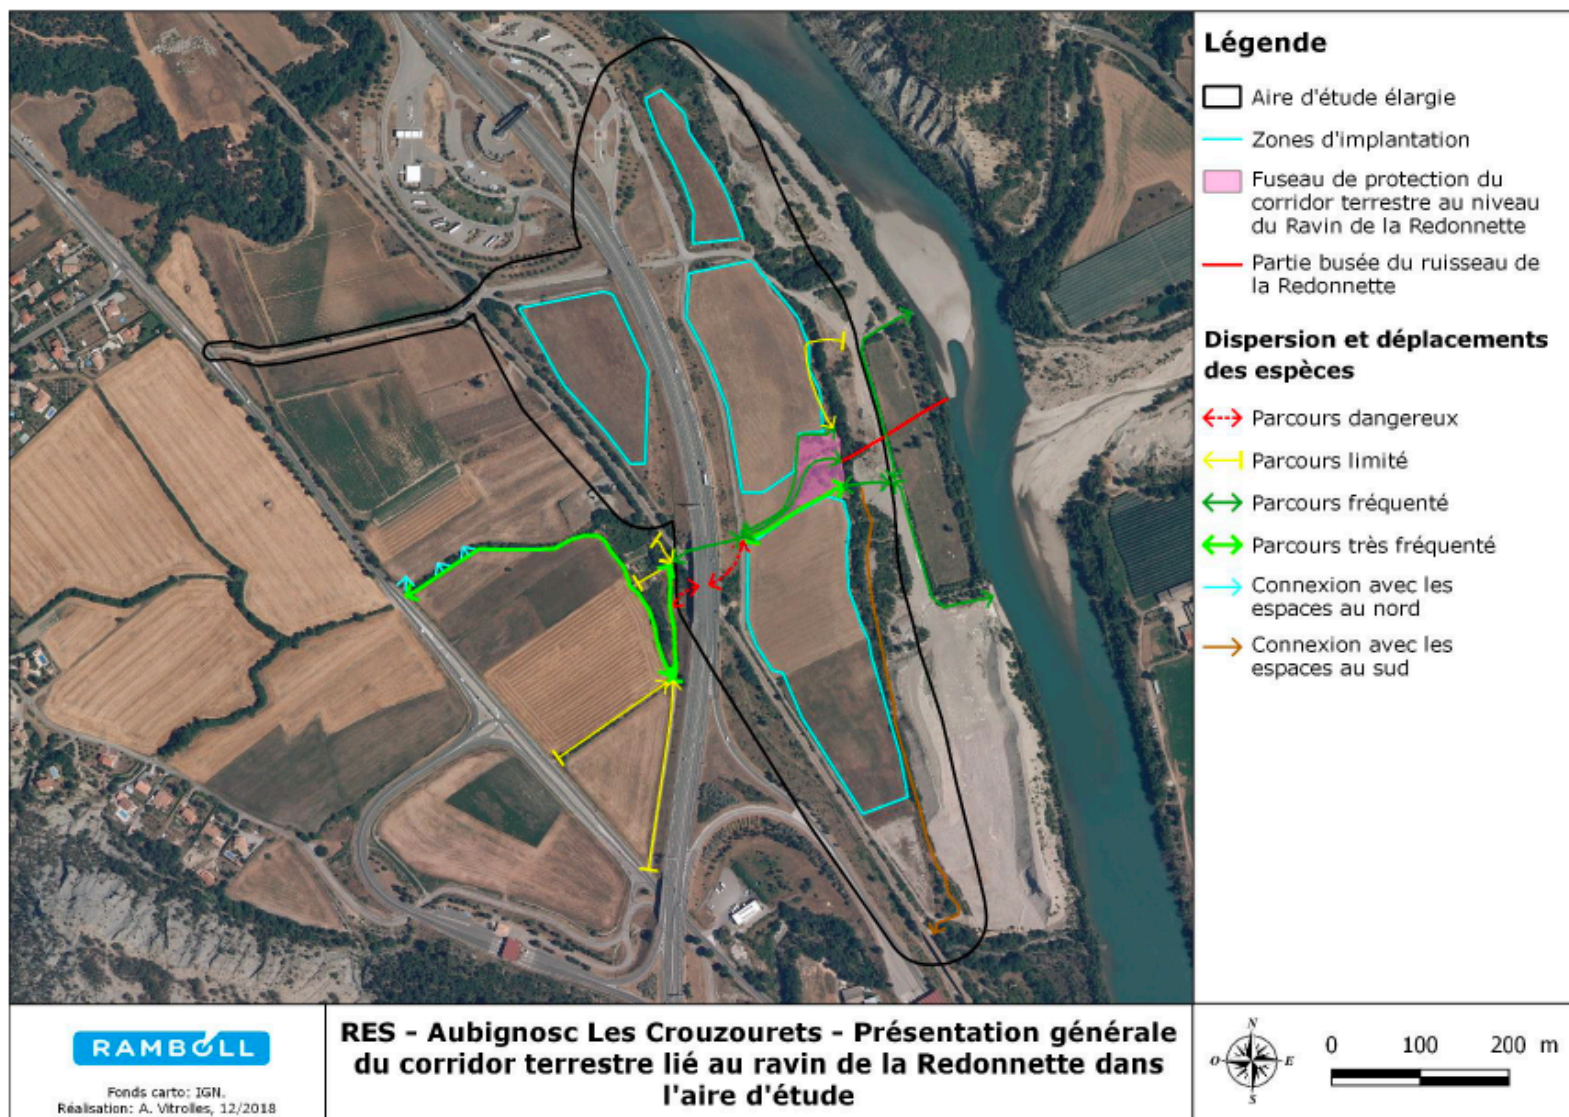 Légende
Aire d'étude élargie
Zones d'implantation
Fuseau de protection du
corridor terrestre au niveau
du Ravin de la Redonnette
Partie busée du ruisseau de
la Redonnette
Dispersion et déplacements
des espèces
Parcours dangereux
Parcours limité
Parcours fréquenté
Parcours très fréquenté
Connexion avec les
espaces au nord
Connexion avec les
espaces au sud
RAMBOLL
Fonds carto: IGN.
Réalisation: A. Vitrolles, 12/2018
RES - Aubignosc Les Crouzourets - Présentation générale
du corridor terrestre lié au ravin de la Redonnette dans
l'aire d'étude
N
O E
S
0 100 200 m